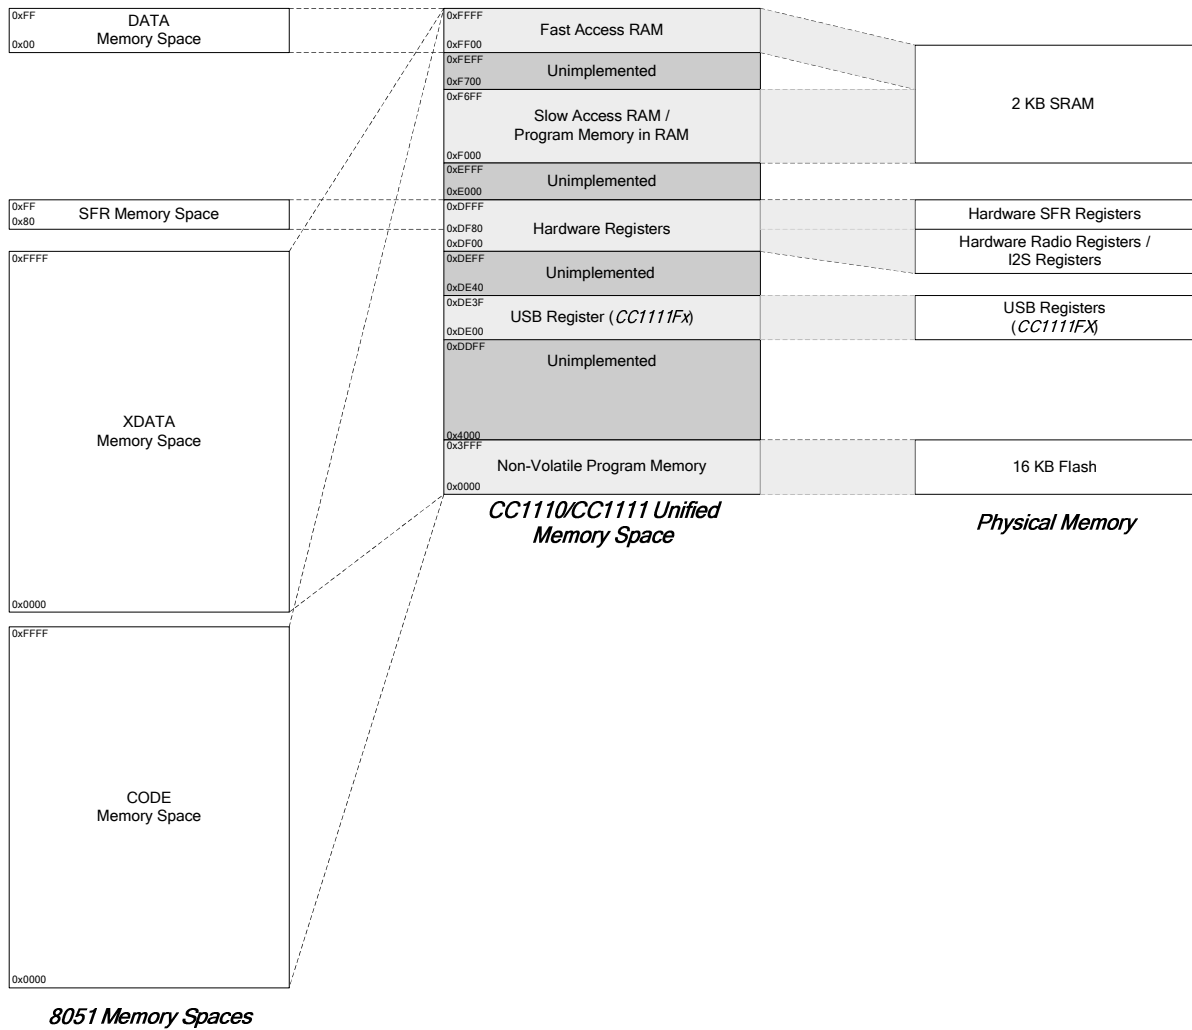 0xFF
DATA
Memory Space
0x00
0xFF
SFR Memory Space
0x80
0xFFFF
XDATA
Memory Space
0x0000
0xFFFF
CODE
Memory Space
0x0000
8051 Memory Spaces
0xFFFF
Fast Access RAM
0xFF00
0xFEFF
Unimplemented
0xF700
0xF6FF
Slow Access RAM /
Program Memory in RAM
0xF000
0xEFFF
Unimplemented
0xE000
0xDFFF
0xDF80
Hardware Registers
0xDF00
0xDEFF
Unimplemented
0xDE40
0xDE3F
USB Register (CC1111Fx)
0xDE00
0xDDFF
Unimplemented
0x4000
0x3FFF
Non-Volatile Program Memory
0x0000
CC1110/CC1111 Unified
Memory Space
2 KB SRAM
Hardware SFR Registers
Hardware Radio Registers /
I2S Registers
USB Registers
(CC1111FX)
16 KB Flash
Physical Memory